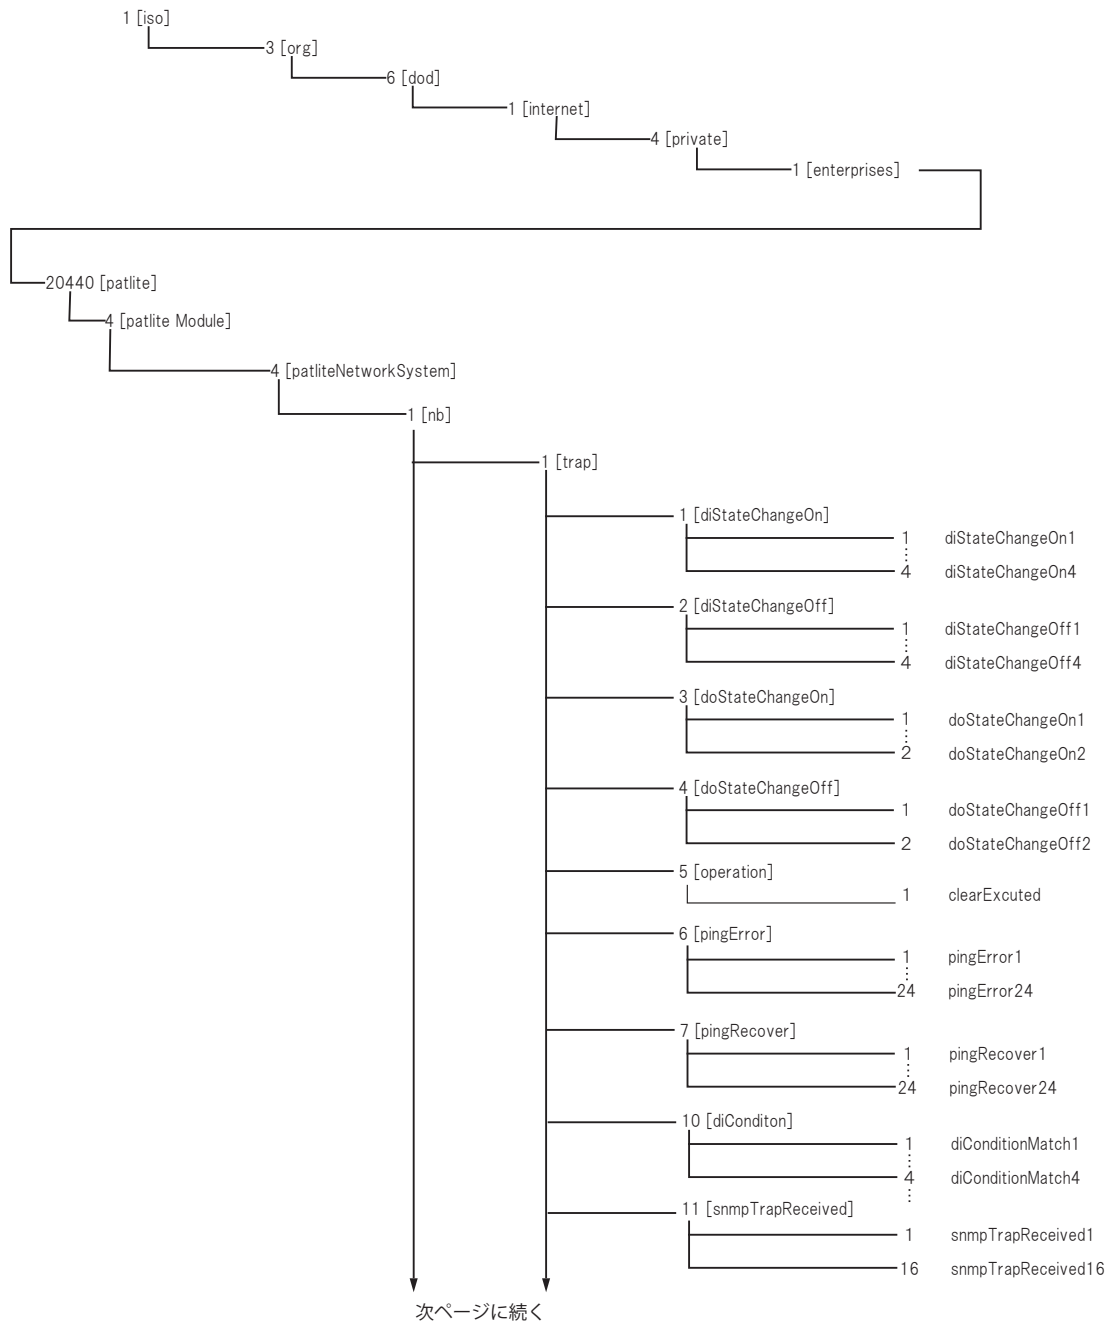 1 [iso]
3 [org]
6 [dod]
1 [internet]
4 [private]
1 [enterprises]
20440 [patlite]
4 [patlite Module]
4 [patliteNetworkSystem]
1 [nb]
1 [trap]
1 [diStateChangeOn]
1 diStateChangeOn1
4 diStateChangeOn4
2 [diStateChangeOff]
1 diStateChangeOff1
4 diStateChangeOff4
3 [doStateChangeOn]
1 doStateChangeOn1
2 doStateChangeOn2
4 [doStateChangeOff]
1 doStateChangeOff1
2 doStateChangeOff2
5 [operation]
1 clearExcuted
6 [pingError]
1 pingError1
24 pingError24
7 [pingRecover]
1 pingRecover1
24 pingRecover24
10 [diConditon]
1 diConditionMatch1
4 diConditionMatch4
11 [snmpTrapReceived]
1 snmpTrapReceived1
16 snmpTrapReceived16
次ページに続く